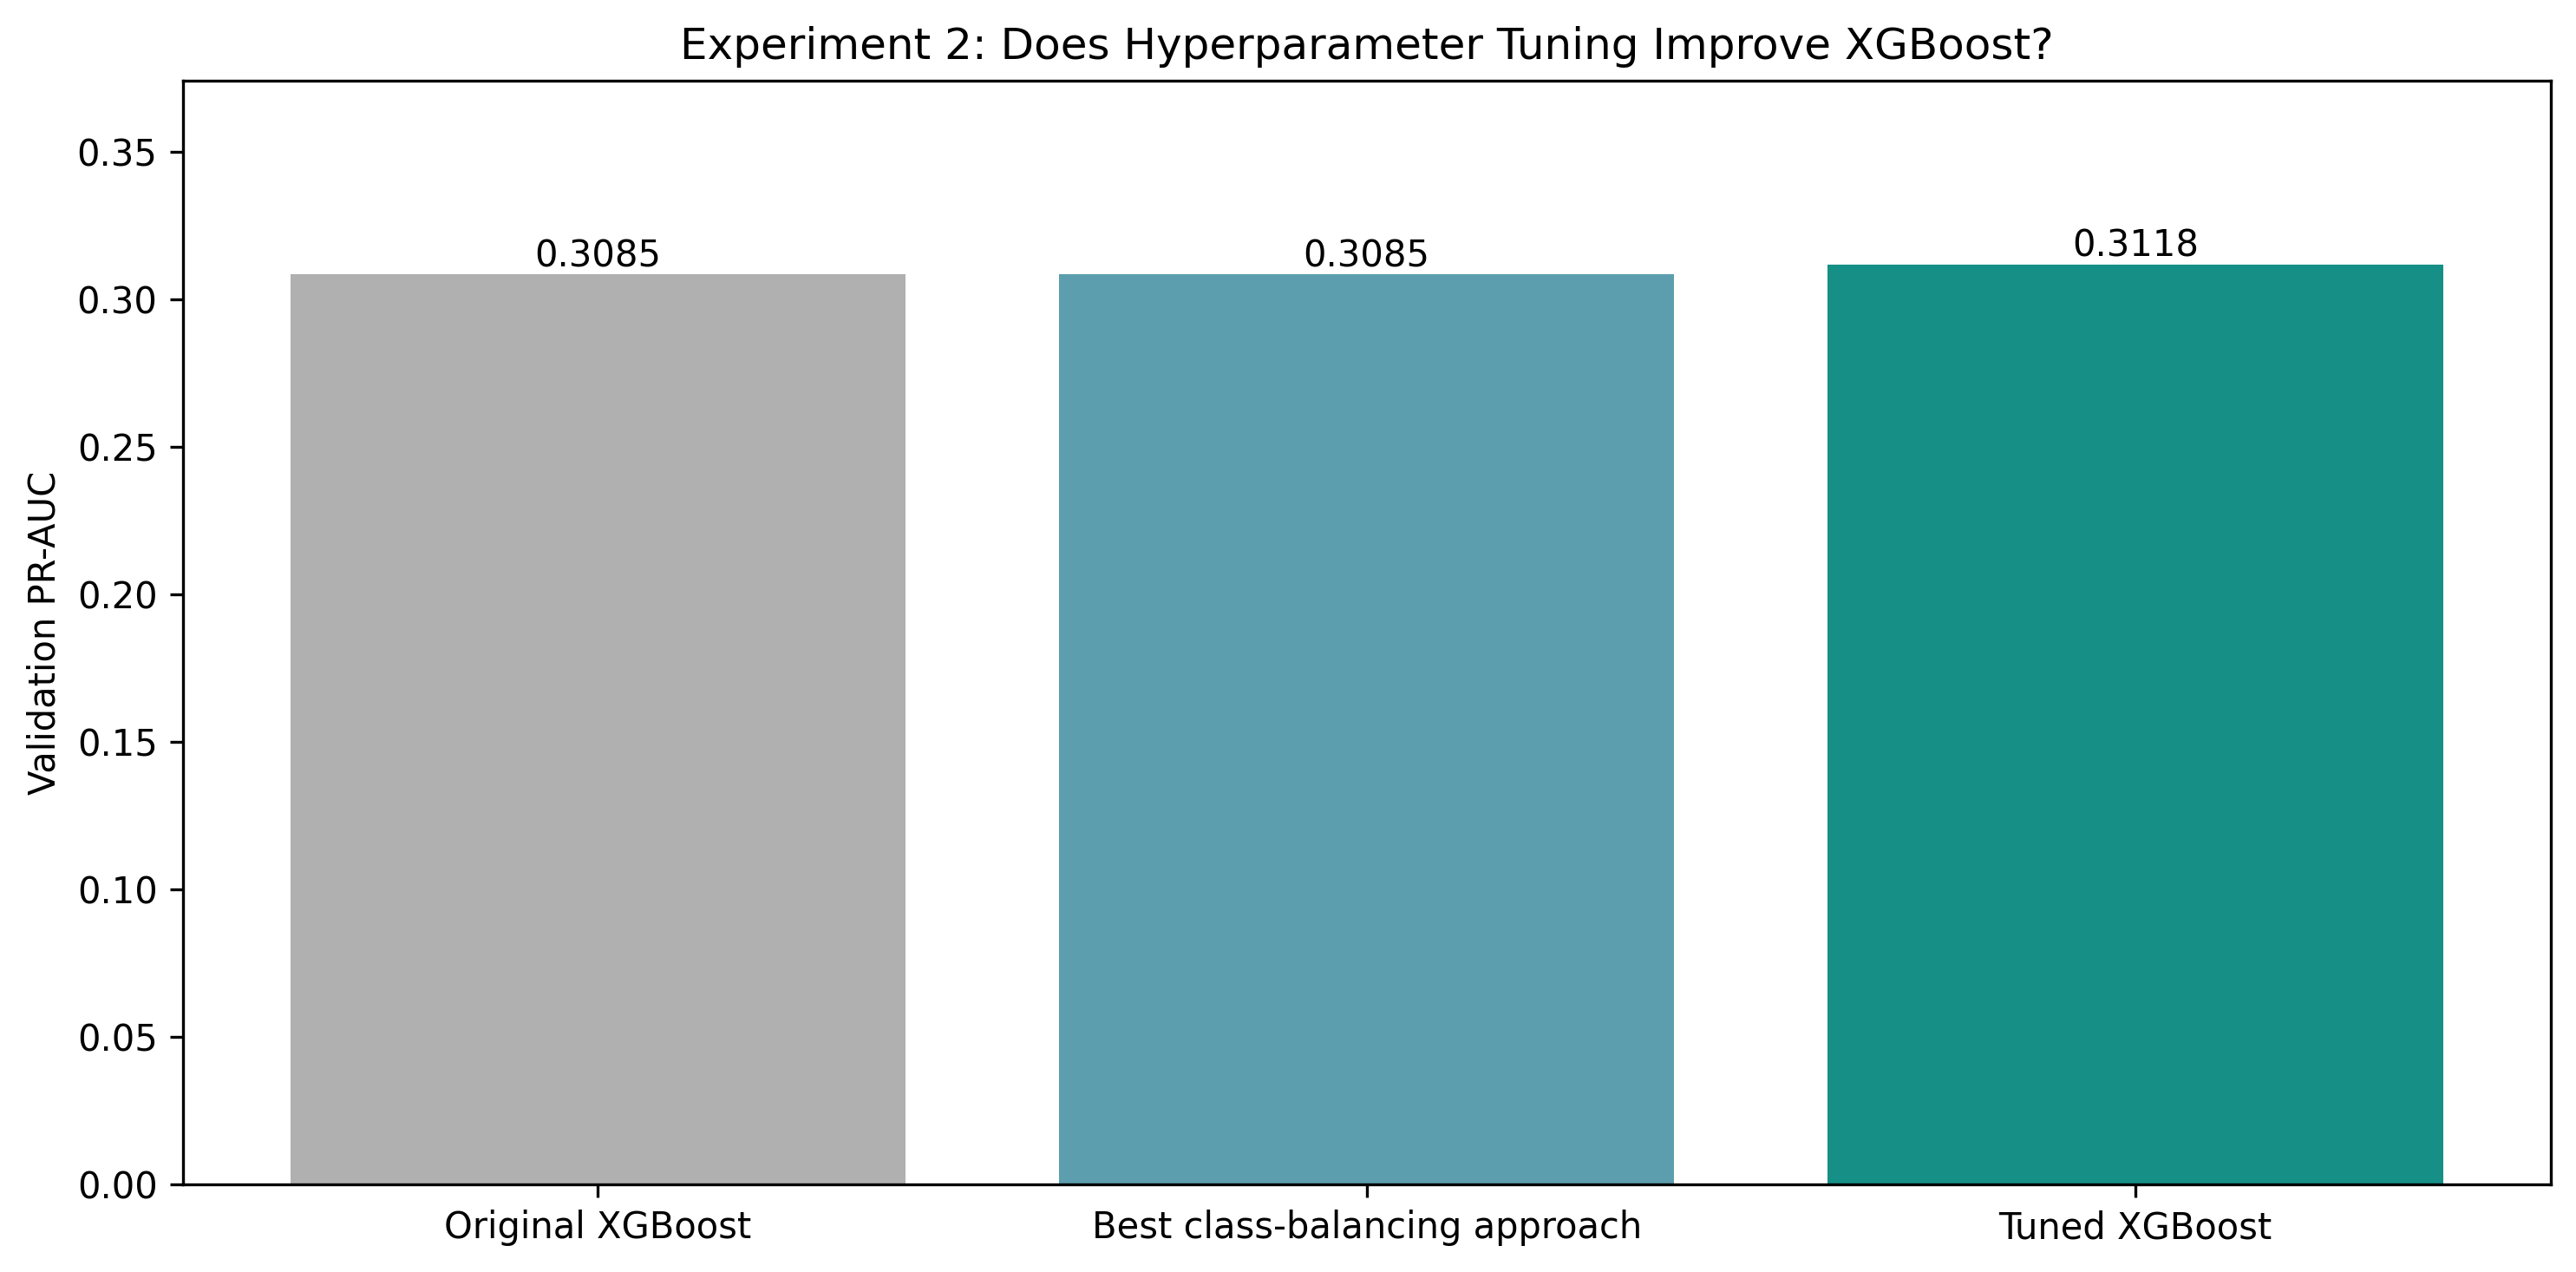 Experiment 2: Does Hyperparameter Tuning Improve XGBoost?
Validation PR-AUC
0.35
0.30
0.25
0.20
0.15
0.10
0.05
0.00
0.3085
0.3085
0.3118
Original XGBoost
Best class-balancing approach
Tuned XGBoost